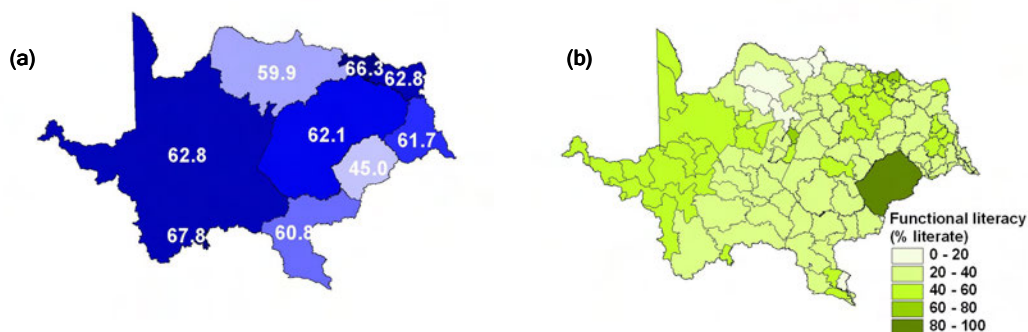 (a)
59.9
66.3
62.8
62.1
61.7
62.8
45.0
67.8
60.8
(b)
Functional literacy
(% literate)
0 - 20
20 - 40
40 - 60
60 - 80
80 - 100